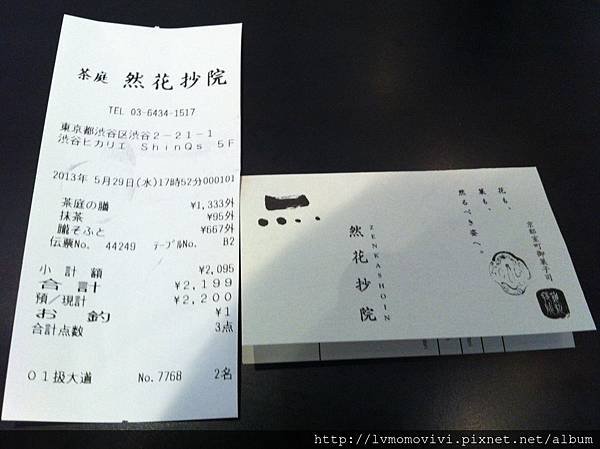 茶庭 然花抄院
TEL 03-6434-1517
東京都渋谷区渋谷2-21-1
渋谷ヒカリエ ShinQs 5F
2013年 5月29日(水)17時52分000101
茶庭の膳 ¥1,333外
抹茶 ¥95外
朧そふと ¥667外
伝票No. 44249 テーブルNo. B2
小計額 ¥2,095
合計 ¥2,199
預/現計 ¥2,200
お釣 ¥1
合計点数 3点
01扱大道 No.7768 2名
花も、
菓も、
然るべき姿へ。
京都室町御菓子司
ZENKASHOIN
然花抄院
http://lvmomovivi.pixnet.net/album